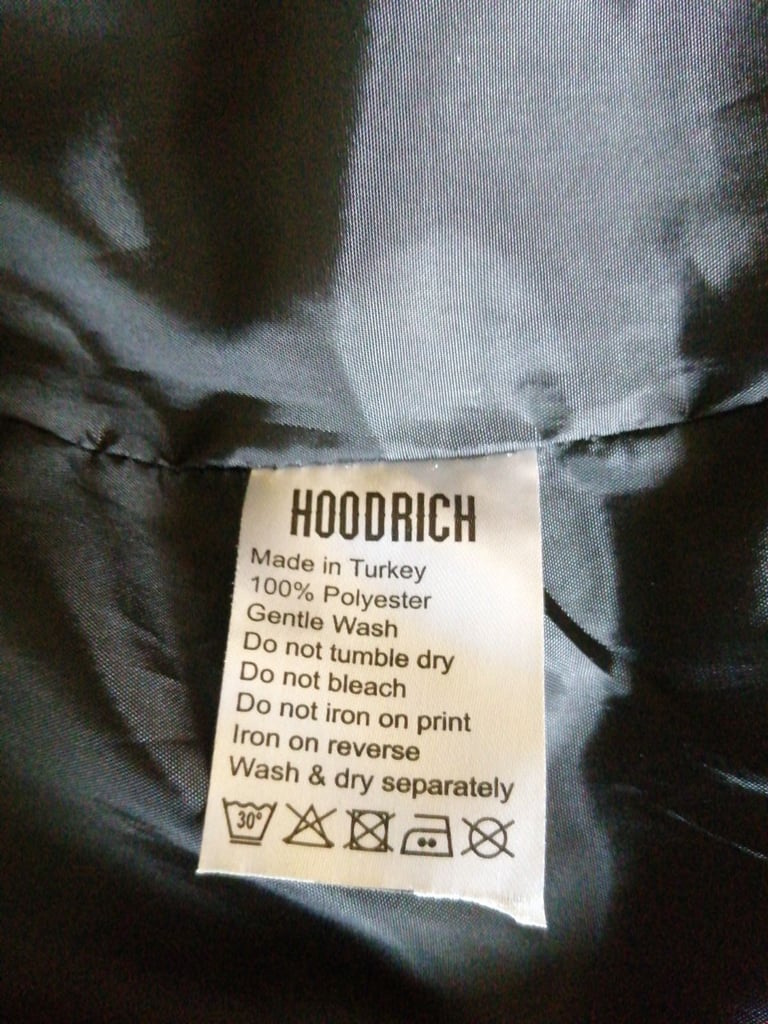 HOODRICH
Made in Turkey
100% Polyester
Gentle Wash
Do not tumble dry
Do not bleach
Do not iron on print
Iron on reverse
Wash & dry separately
30°